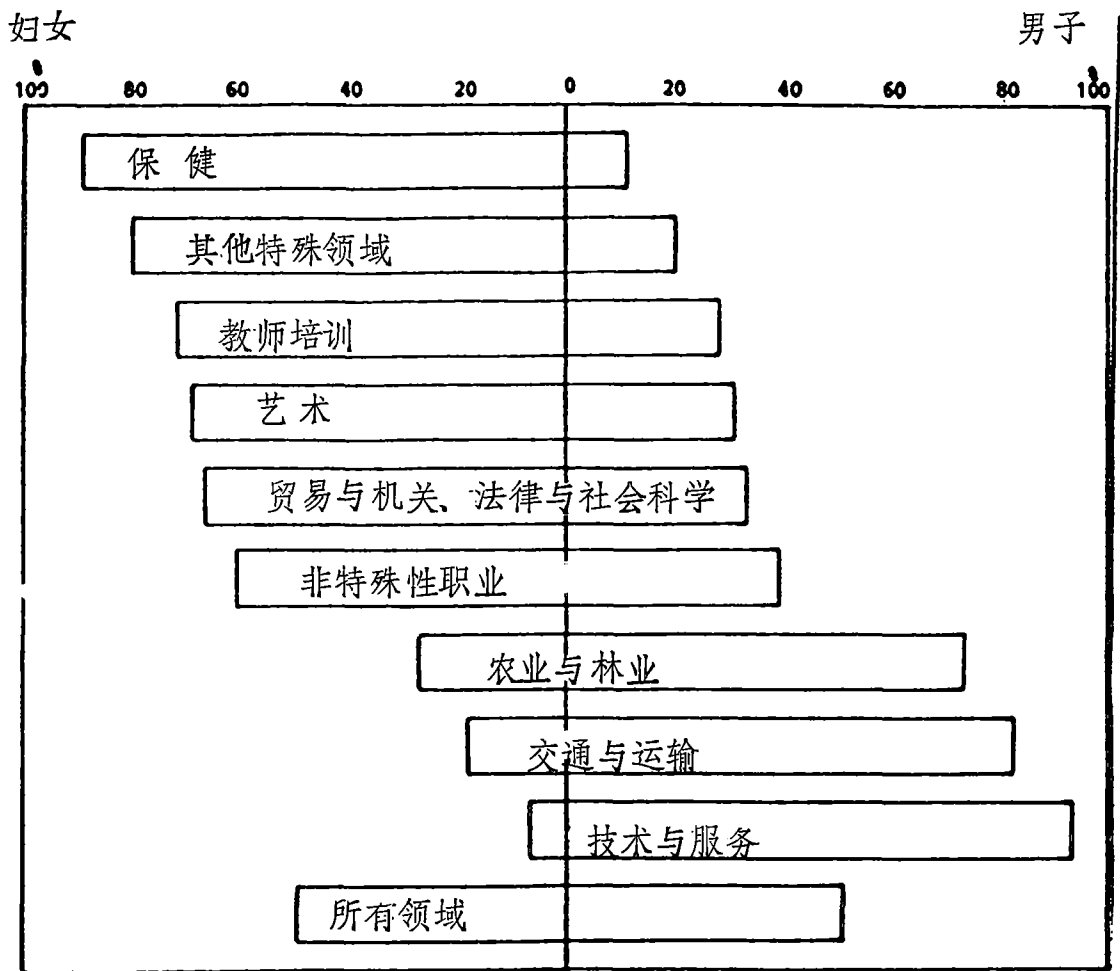 妇女 男子
% %
100 80 60 40 20 0 20 40 60 80 100
保 健
其他特殊领域
教师培训
艺 术
贸易与机关、法律与社会科学
非特殊性职业
农业与林业
交通与运输
技术与服务
所有领域